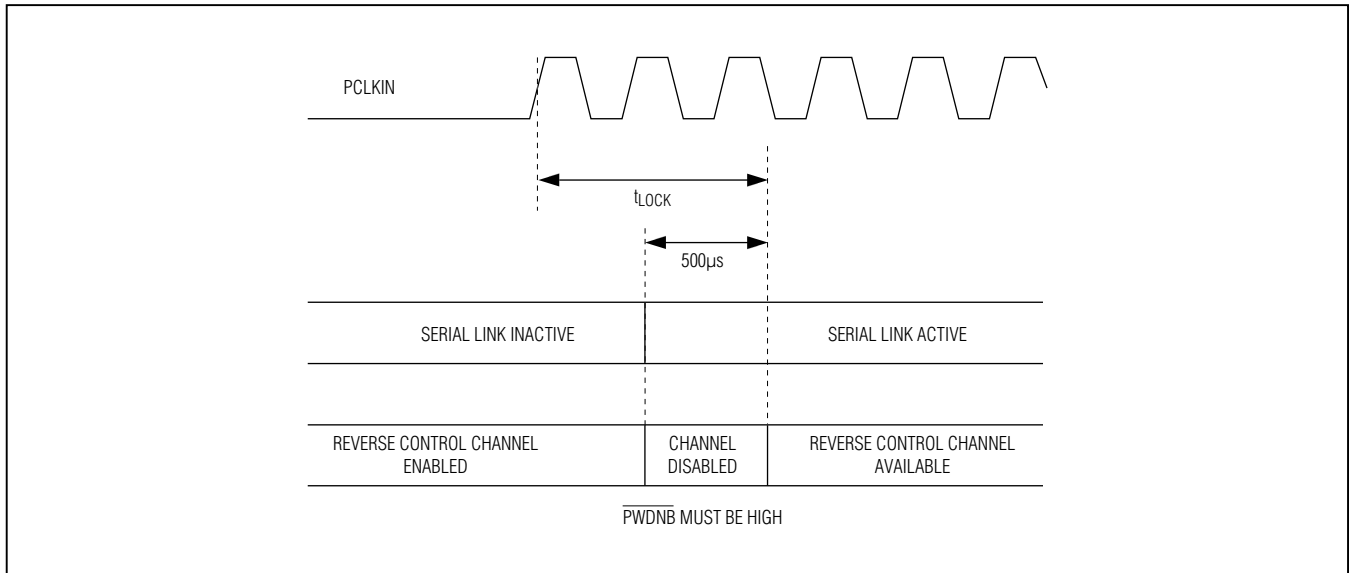 PCLKIN
tLOCK
500µs
SERIAL LINK INACTIVE
SERIAL LINK ACTIVE
REVERSE CONTROL CHANNEL
ENABLED
CHANNEL
DISABLED
REVERSE CONTROL CHANNEL
AVAILABLE
PWDNB MUST BE HIGH